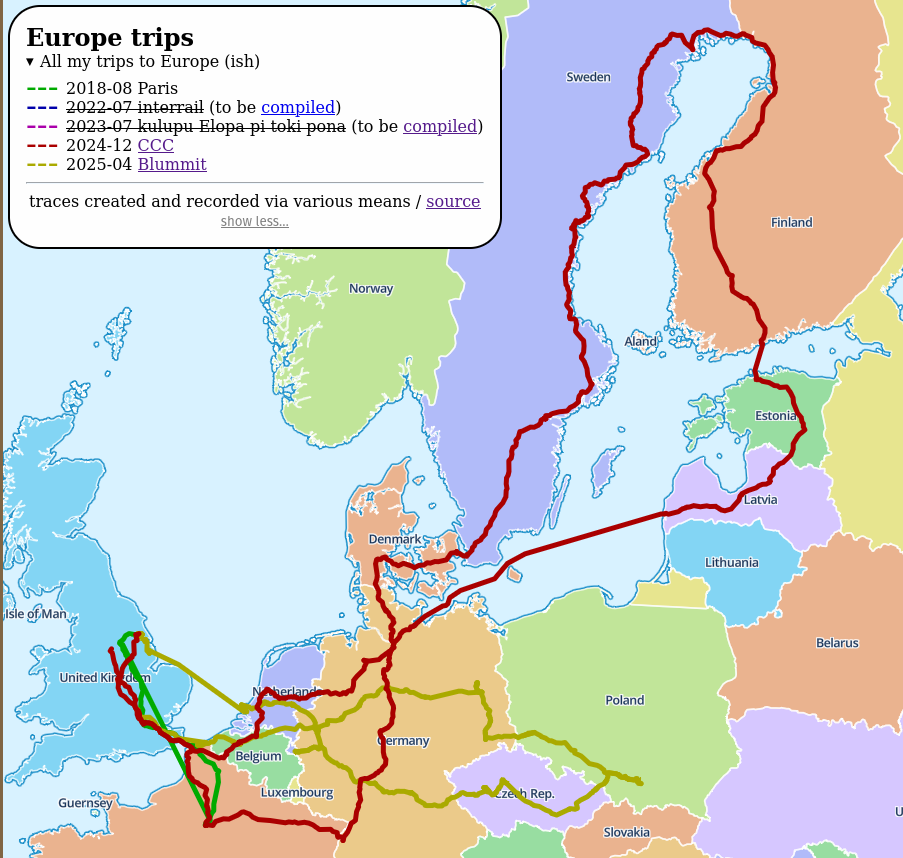 Europe trips
▾ All my trips to Europe (ish)
2018-08 Paris
2022-07 interrail (to be compiled)
2023-07 kulupu Elopa pi toki pona (to be compiled)
2024-12 CCC
2025-04 Blummit
traces created and recorded via various means / source
show less...
Sweden
Finland
Norway
Aland
Estonia
Latvia
Denmark
Lithuania
Isle of Man
Belarus
United Kingdom
Netherlands
Poland
Germany
Belgium
Luxembourg
Czech Rep.
Guernsey
U
Slovakia